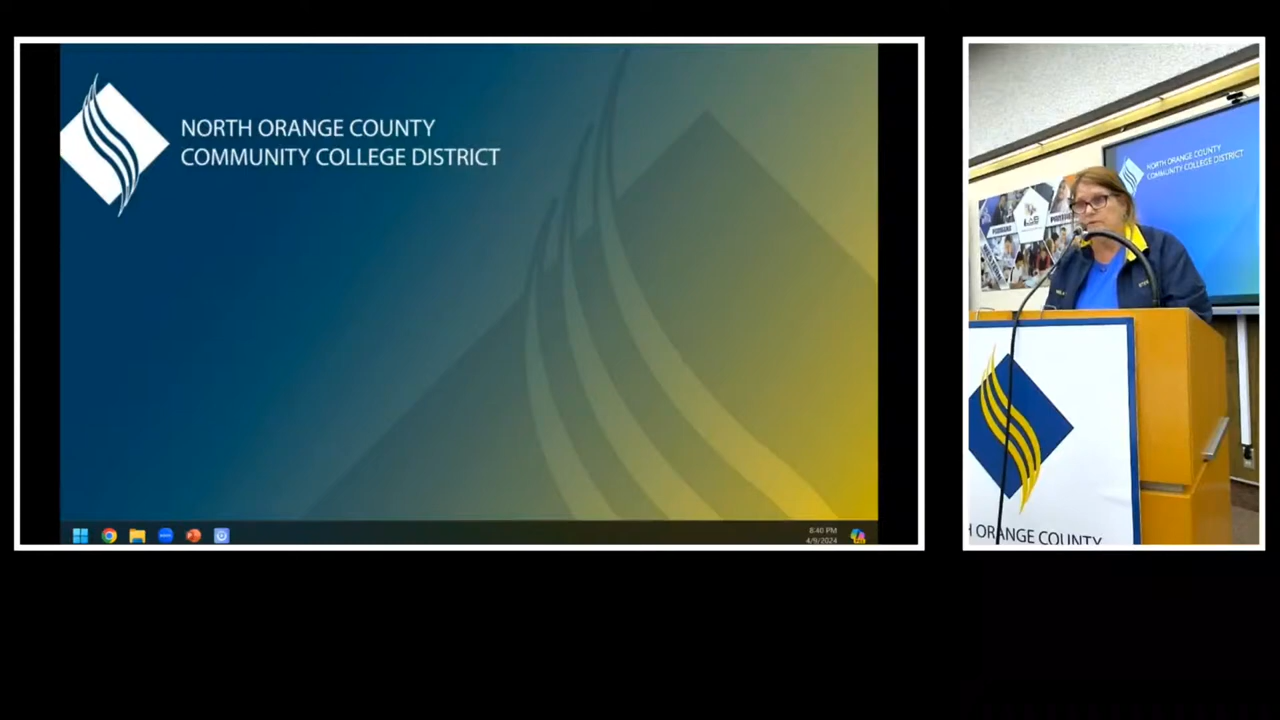 NORTH ORANGE COUNTY
COMMUNITY COLLEGE DISTRICT
8:40 PM
4/9/2024
NORTH ORANGE COUNTY
COMMUNITY COLLEGE DISTRICT
H ORANGE COUNTY